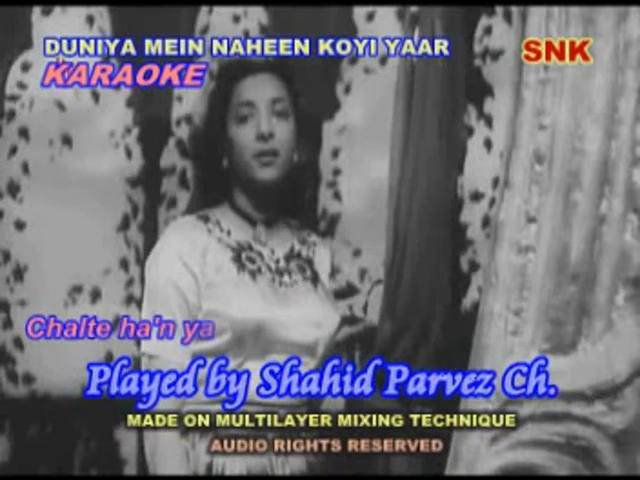 DUNIYA MEIN NAHEEN KOYI YAAR
SNK
KARAOKE
Chalte ha'n ya
Played by Shahid Parvez Ch.
MADE ON MULTILAYER MIXING TECHNIQUE
AUDIO RIGHTS RESERVED